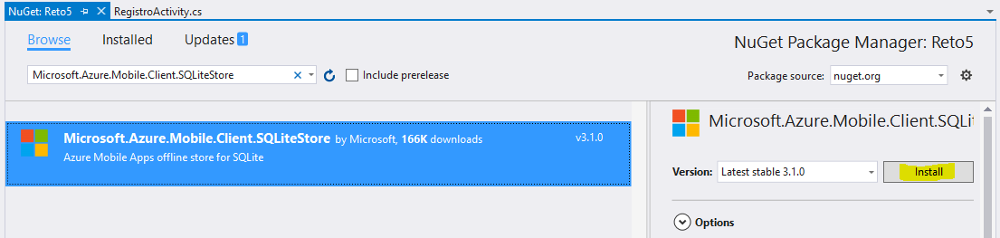 NuGet: Reto5 RegistroActivity.cs
Browse Installed Updates 1 NuGet Package Manager: Reto5
Microsoft.Azure.Mobile.Client.SQLiteStore Include prerelease Package source: nuget.org
Microsoft.Azure.Mobile.Client.SQLiteStore by Microsoft, 166K downloads v3.1.0
Azure Mobile Apps offline store for SQLite
Microsoft.Azure.Mobile.Client.SQLit
Version: Latest stable 3.1.0 Install
Options